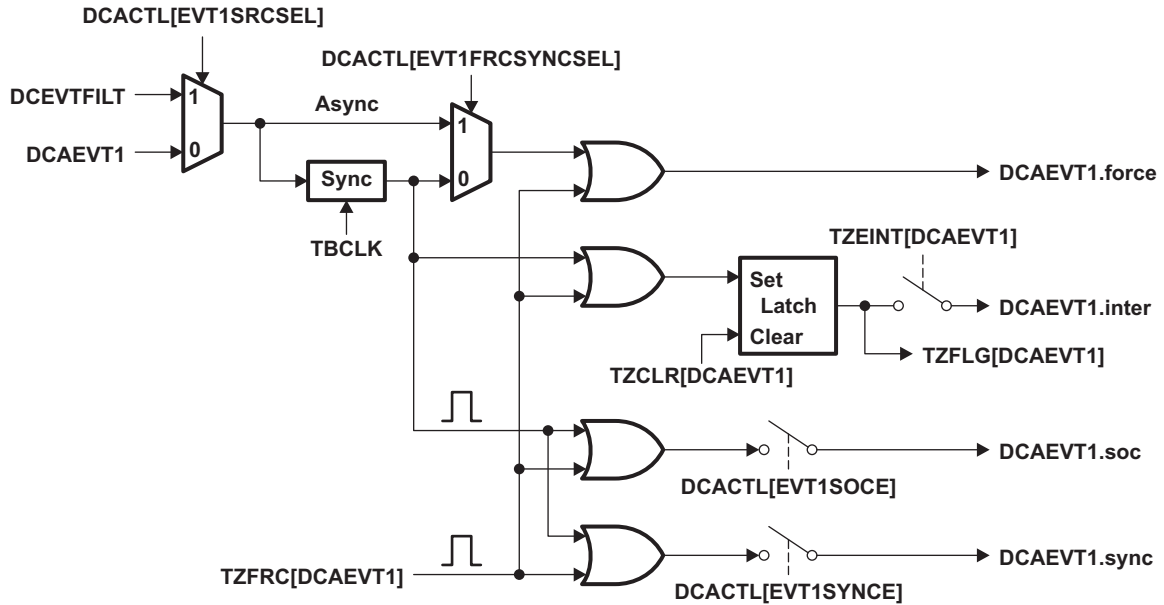 DCACTL[EVT1SRCSEL]
DCACTL[EVT1FRCSYNCSEL]
DCEVTFILT
1
Async
1
DCAEVT1
0
Sync
0
DCAEVT1.force
TBCLK
TZEINT[DCAEVT1]
Set
Latch
DCAEVT1.inter
Clear
TZFLG[DCAEVT1]
TZCLR[DCAEVT1]
DCAEVT1.soc
DCACTL[EVT1SOCE]
DCAEVT1.sync
TZFRC[DCAEVT1]
DCACTL[EVT1SYNCE]